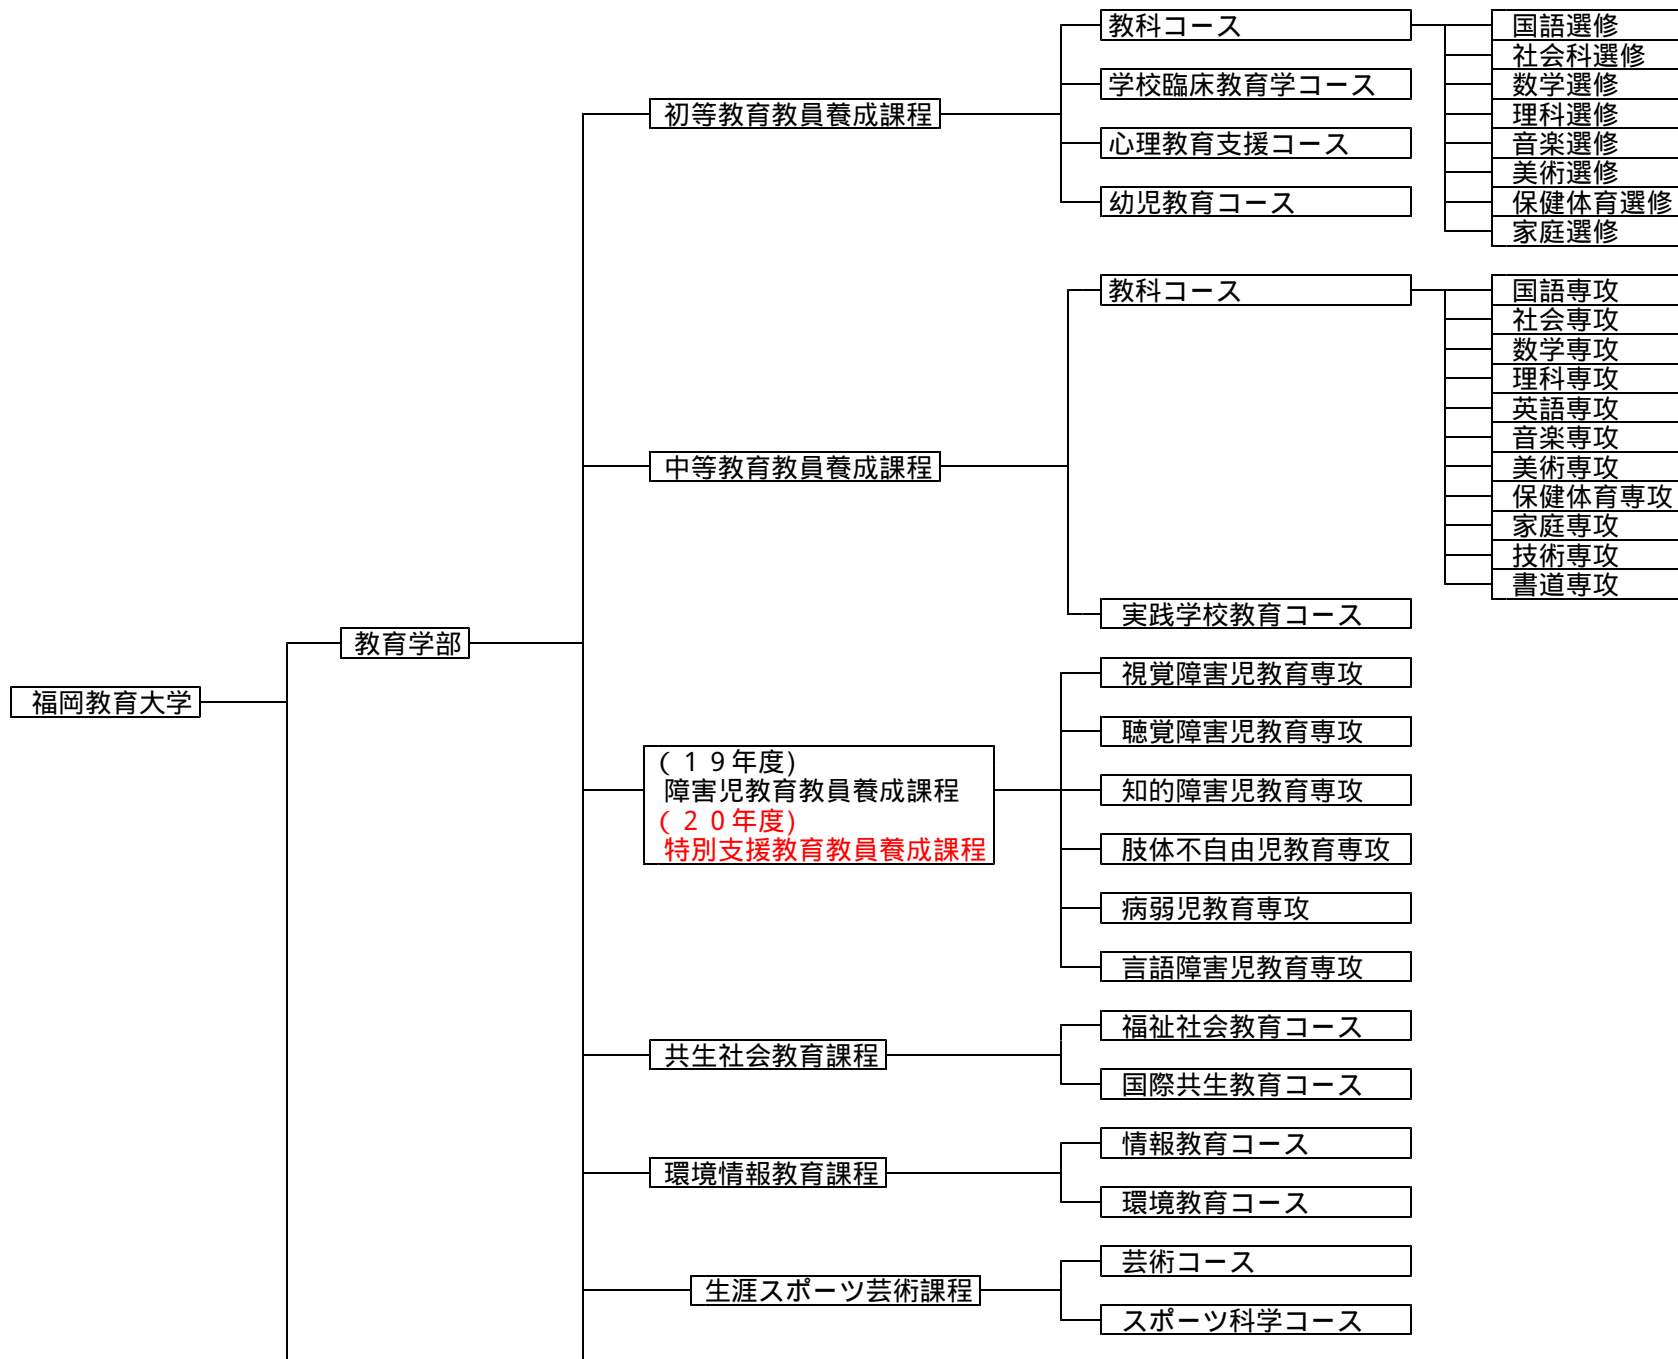 福岡教育大学
教育学部
初等教育教員養成課程
教科コース
国語選修
社会科選修
数学選修
理科選修
音楽選修
美術選修
保健体育選修
家庭選修
学校臨床教育学コース
心理教育支援コース
幼児教育コース
中等教育教員養成課程
教科コース
国語専攻
社会専攻
数学専攻
理科専攻
英語専攻
音楽専攻
美術専攻
保健体育専攻
家庭専攻
技術専攻
書道専攻
実践学校教育コース
(１９年度)
障害児教育教員養成課程
(２０年度)
特別支援教育教員養成課程
視覚障害児教育専攻
聴覚障害児教育専攻
知的障害児教育専攻
肢体不自由児教育専攻
病弱児教育専攻
言語障害児教育専攻
共生社会教育課程
福祉社会教育コース
国際共生教育コース
環境情報教育課程
情報教育コース
環境教育コース
生涯スポーツ芸術課程
芸術コース
スポーツ科学コース